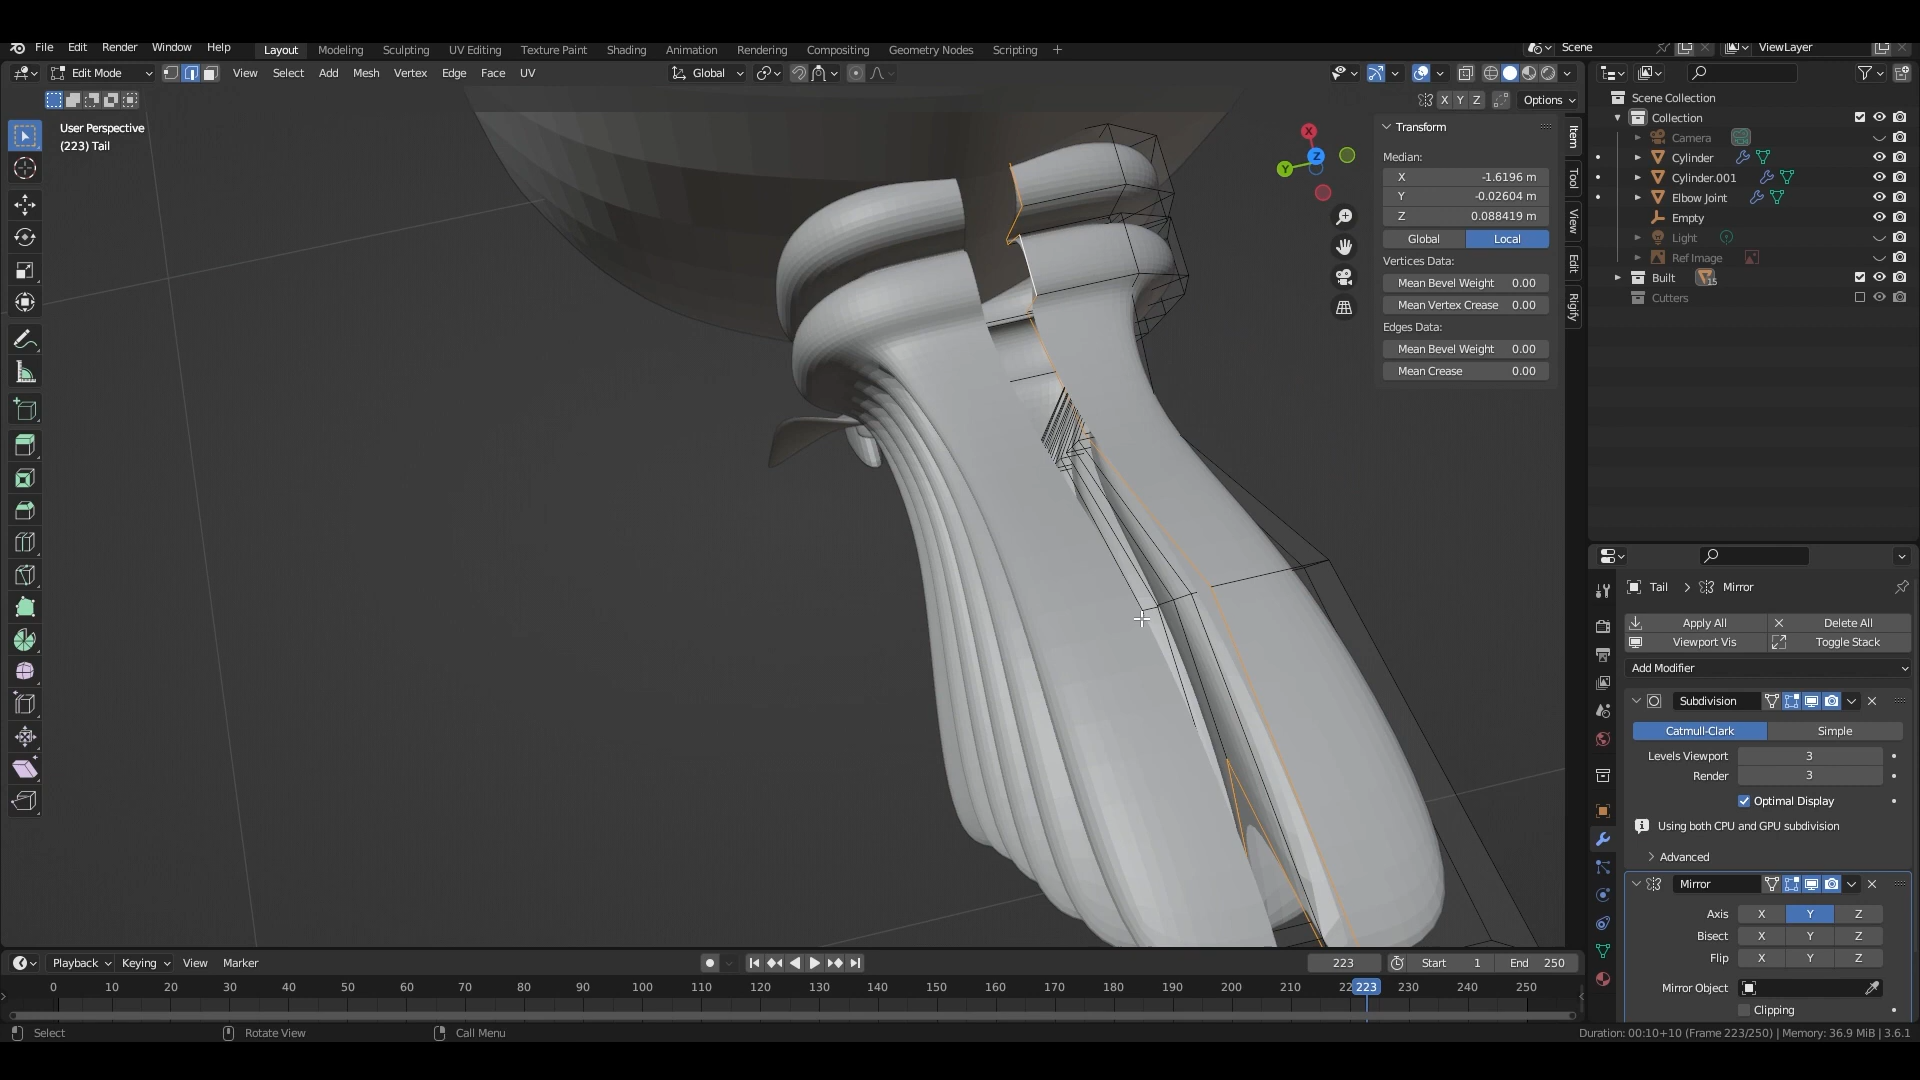 File Edit Render Window Help Layout Modeling Sculpting UV Editing Texture Paint Shading Animation Rendering Compositing Geometry Nodes Scripting + Scene ViewLayer
Edit Mode View Select Add Mesh Vertex Edge Face UV Global
X Y Z Options
User Perspective
(223) Tail
X
Y
Z
Transform
Median:
X -1.6196 m
Y -0.02604 m
Z 0.088419 m
Global Local
Vertices Data:
Mean Bevel Weight 0.00
Mean Vertex Crease 0.00
Edges Data:
Mean Bevel Weight 0.00
Mean Crease 0.00
Item
Tool
View
Edit
Rigify
Scene Collection
Collection
Camera
Cylinder
Cylinder.001
Elbow Joint
Empty
Light
Ref Image
Built 15
Cutters
Tail > Mirror
Apply All Delete All
Viewport Vis Toggle Stack
Add Modifier
Subdivision
Catmull-Clark Simple
Levels Viewport 3
Render 3
Optimal Display
Using both CPU and GPU subdivision
Advanced
Mirror
Axis X Y Z
Bisect X Y Z
Flip X Y Z
Mirror Object
Clipping
Playback Keying View Marker 223 Start 1 End 250
0 10 20 30 40 50 60 70 80 90 100 110 120 130 140 150 160 170 180 190 200 210 22 223 230 240 250
Select Rotate View Call Menu Duration: 00:10+10 (Frame 223/250) | Memory: 36.9 MiB | 3.6.1